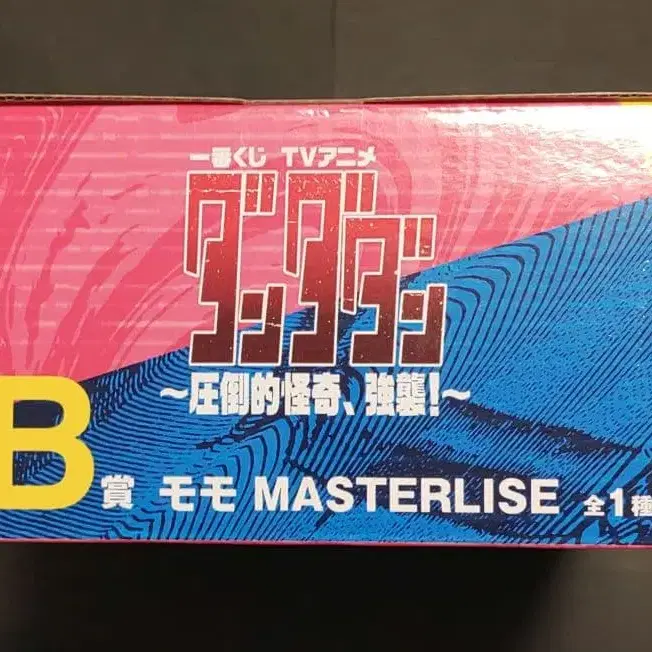 一番くじ TVアニメ
ダンダダン
～圧倒的怪奇、強襲!～
B賞 モモ MASTERLISE 全1種